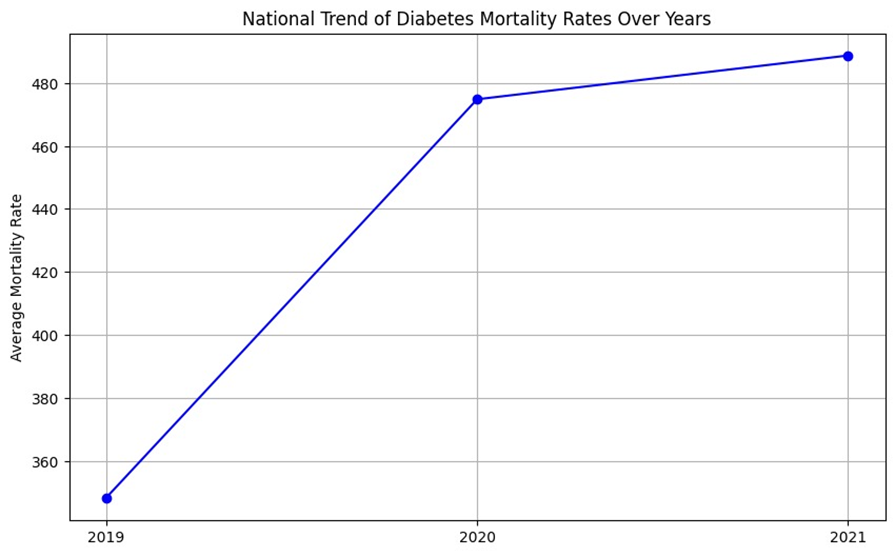 National Trend of Diabetes Mortality Rates Over Years
Average Mortality Rate
480
460
440
420
400
380
360
2019 2020 2021